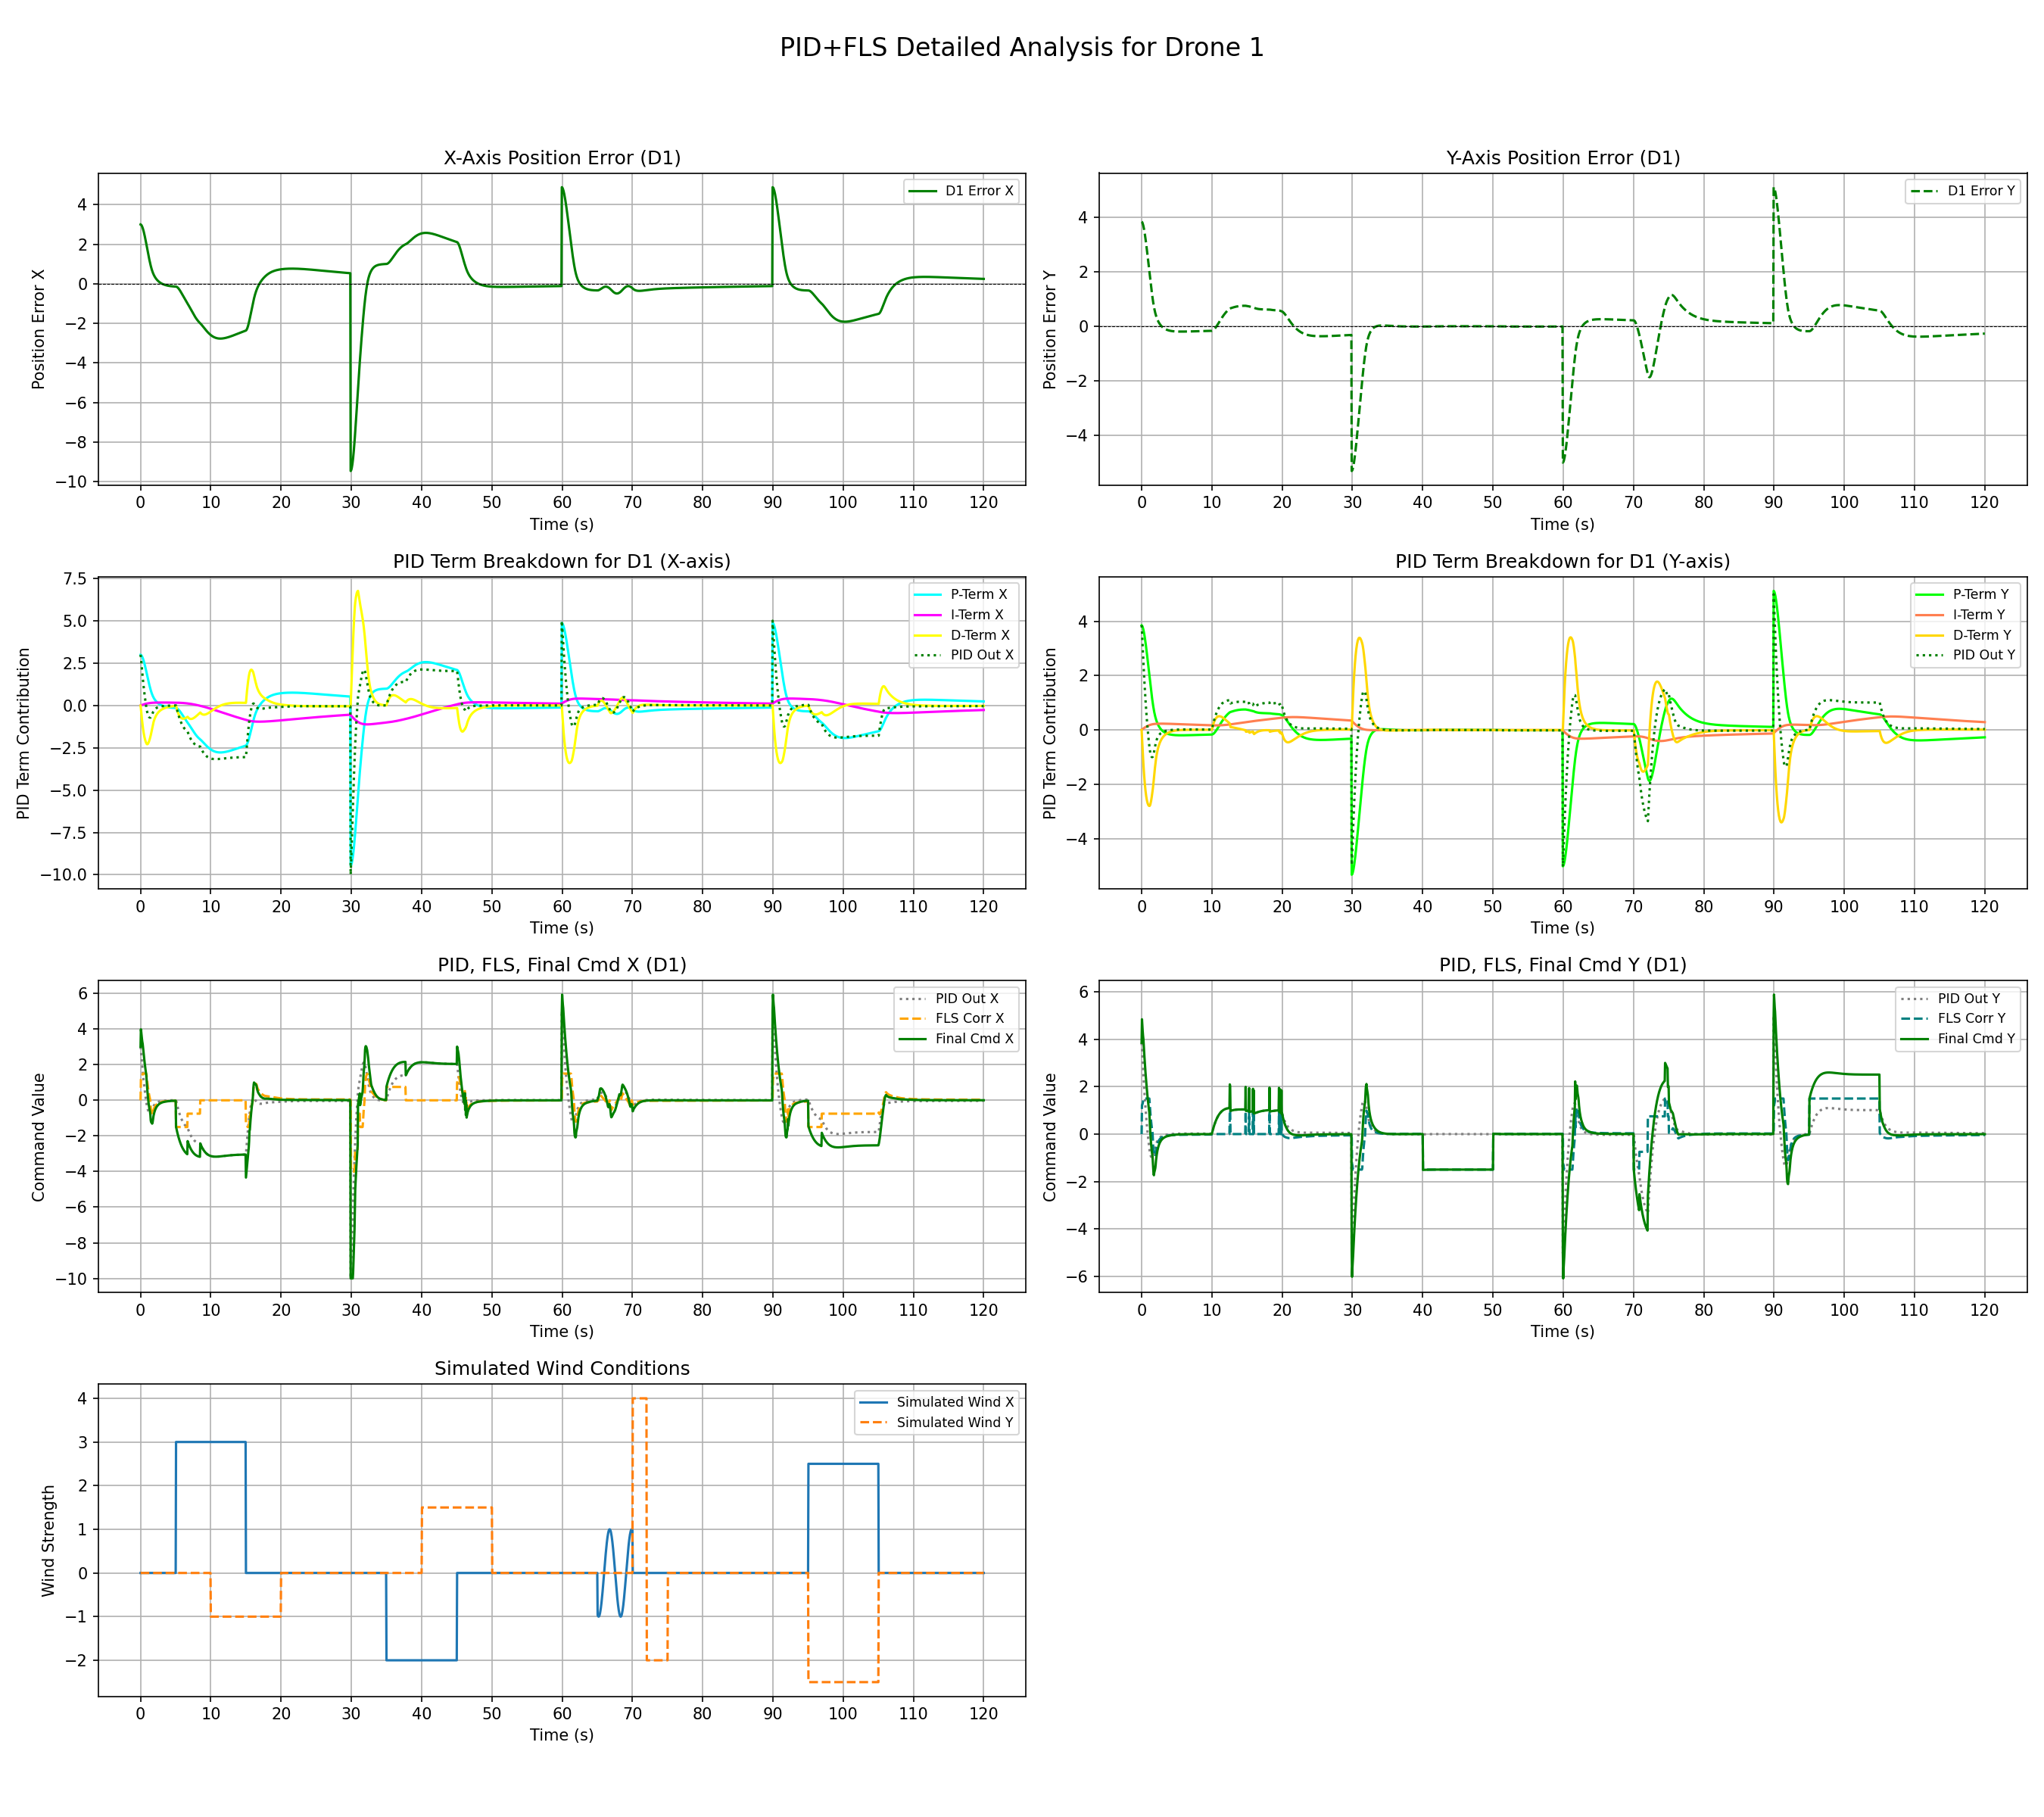 PID+FLS Detailed Analysis for Drone 1
X-Axis Position Error (D1)
Position Error X
4
2
0
−2
−4
−6
−8
−10
D1 Error X
0 10 20 30 40 50 60 70 80 90 100 110 120
Time (s)
Y-Axis Position Error (D1)
Position Error Y
4
2
0
−2
−4
D1 Error Y
0 10 20 30 40 50 60 70 80 90 100 110 120
Time (s)
PID Term Breakdown for D1 (X-axis)
PID Term Contribution
7.5
5.0
2.5
0.0
−2.5
−5.0
−7.5
−10.0
P-Term X
I-Term X
D-Term X
PID Out X
0 10 20 30 40 50 60 70 80 90 100 110 120
Time (s)
PID Term Breakdown for D1 (Y-axis)
PID Term Contribution
4
2
0
−2
−4
P-Term Y
I-Term Y
D-Term Y
PID Out Y
0 10 20 30 40 50 60 70 80 90 100 110 120
Time (s)
PID, FLS, Final Cmd X (D1)
Command Value
6
4
2
0
−2
−4
−6
−8
−10
PID Out X
FLS Corr X
Final Cmd X
0 10 20 30 40 50 60 70 80 90 100 110 120
Time (s)
PID, FLS, Final Cmd Y (D1)
Command Value
6
4
2
0
−2
−4
−6
PID Out Y
FLS Corr Y
Final Cmd Y
0 10 20 30 40 50 60 70 80 90 100 110 120
Time (s)
Simulated Wind Conditions
Wind Strength
4
3
2
1
0
−1
−2
Simulated Wind X
Simulated Wind Y
0 10 20 30 40 50 60 70 80 90 100 110 120
Time (s)